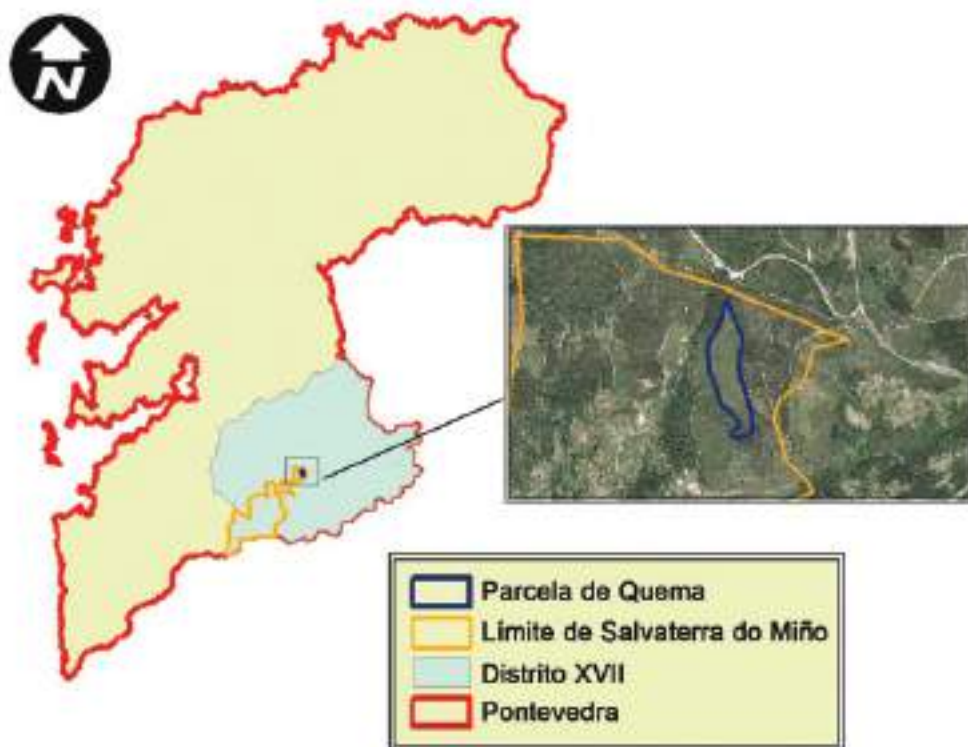 N
Parcela de Quema
Límite de Salvaterra do Miño
Distrito XVII
Pontevedra